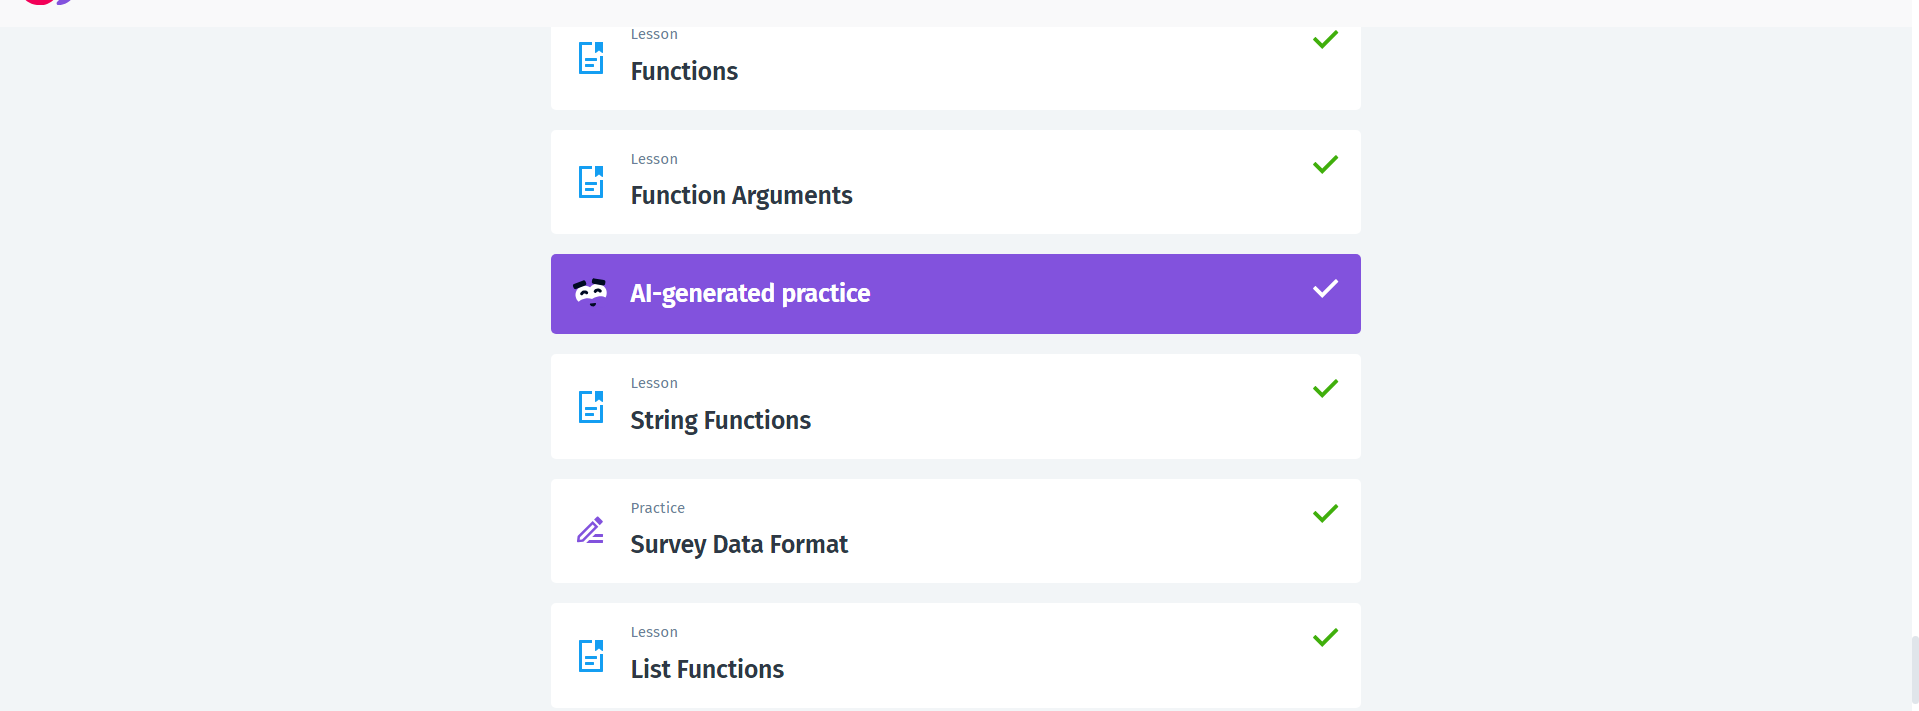 Lesson
Functions
Lesson
Function Arguments
AI-generated practice
Lesson
String Functions
Practice
Survey Data Format
Lesson
List Functions